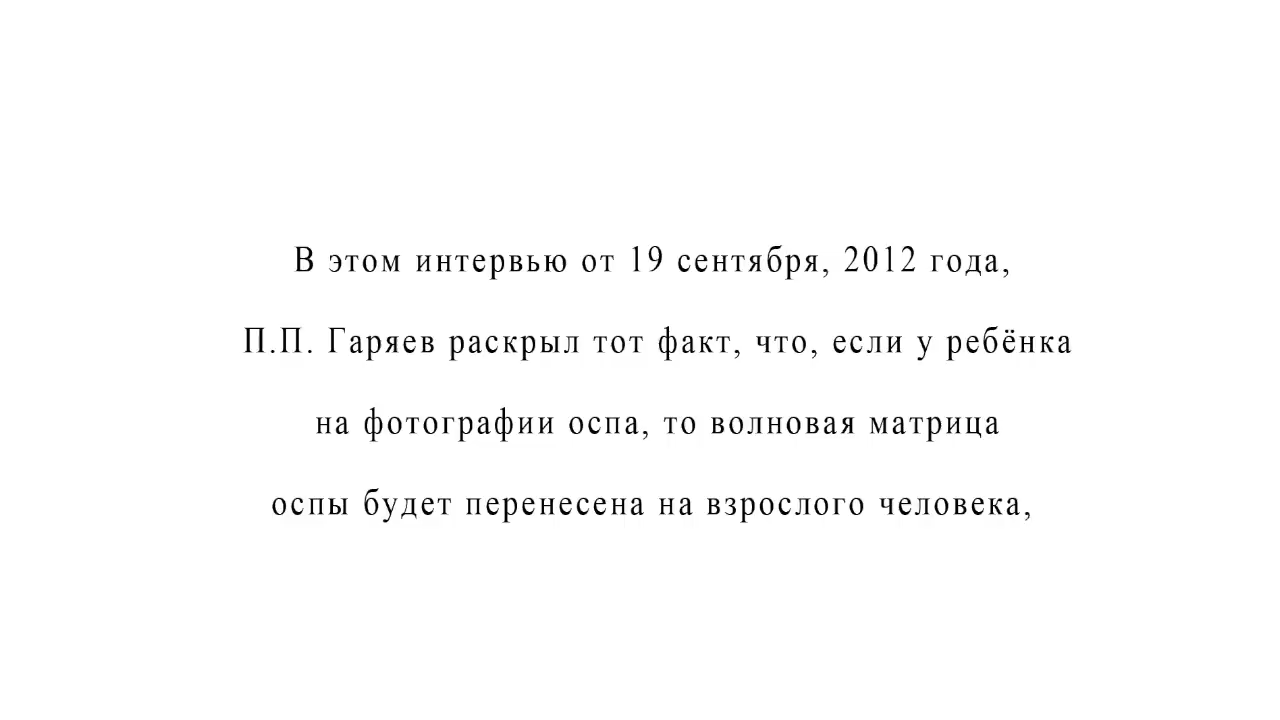 В этом интервью от 19 сентября, 2012 года,
П.П. Гаряев раскрыл тот факт, что, если у ребёнка
на фотографии оспа, то волновая матрица
оспы будет перенесена на взрослого человека,